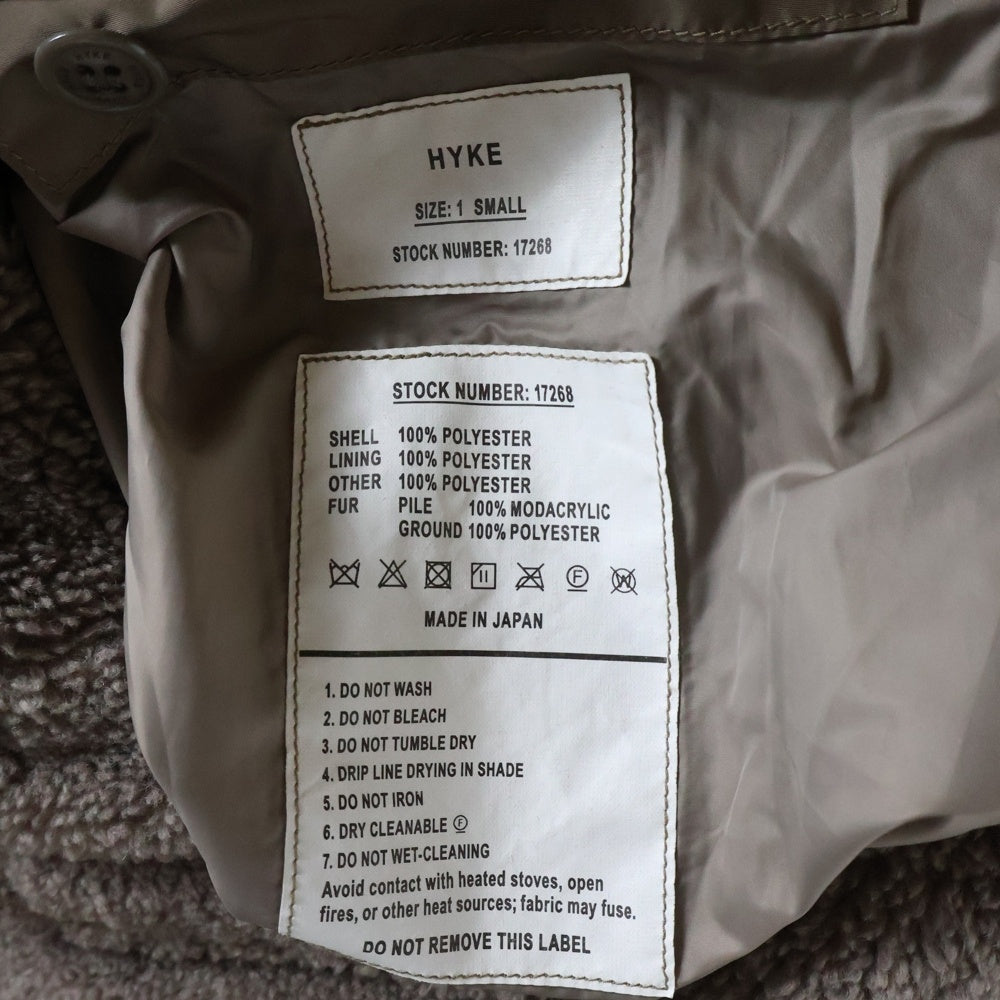 HYKE
HYKE
SIZE: 1 SMALL
STOCK NUMBER: 17268
STOCK NUMBER: 17268
SHELL 100% POLYESTER
LINING 100% POLYESTER
OTHER 100% POLYESTER
FUR PILE 100% MODACRYLIC
GROUND 100% POLYESTER
F W
MADE IN JAPAN
1. DO NOT WASH
2. DO NOT BLEACH
3. DO NOT TUMBLE DRY
4. DRIP LINE DRYING IN SHADE
5. DO NOT IRON
6. DRY CLEANABLE Ⓕ
7. DO NOT WET-CLEANING
Avoid contact with heated stoves, open
fires, or other heat sources; fabric may fuse.
DO NOT REMOVE THIS LABEL